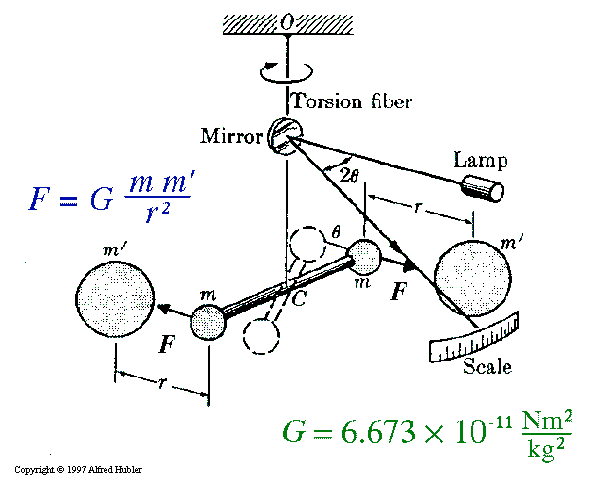 O
Torsion fiber
Mirror
Lamp
2θ
F = G m m′ / r²
r
θ
m′
m′
m
m
C
F
F
r
Scale
G = 6.673 × 10⁻¹¹ Nm² / kg²
Copyright © 1997 Alfred Hubler